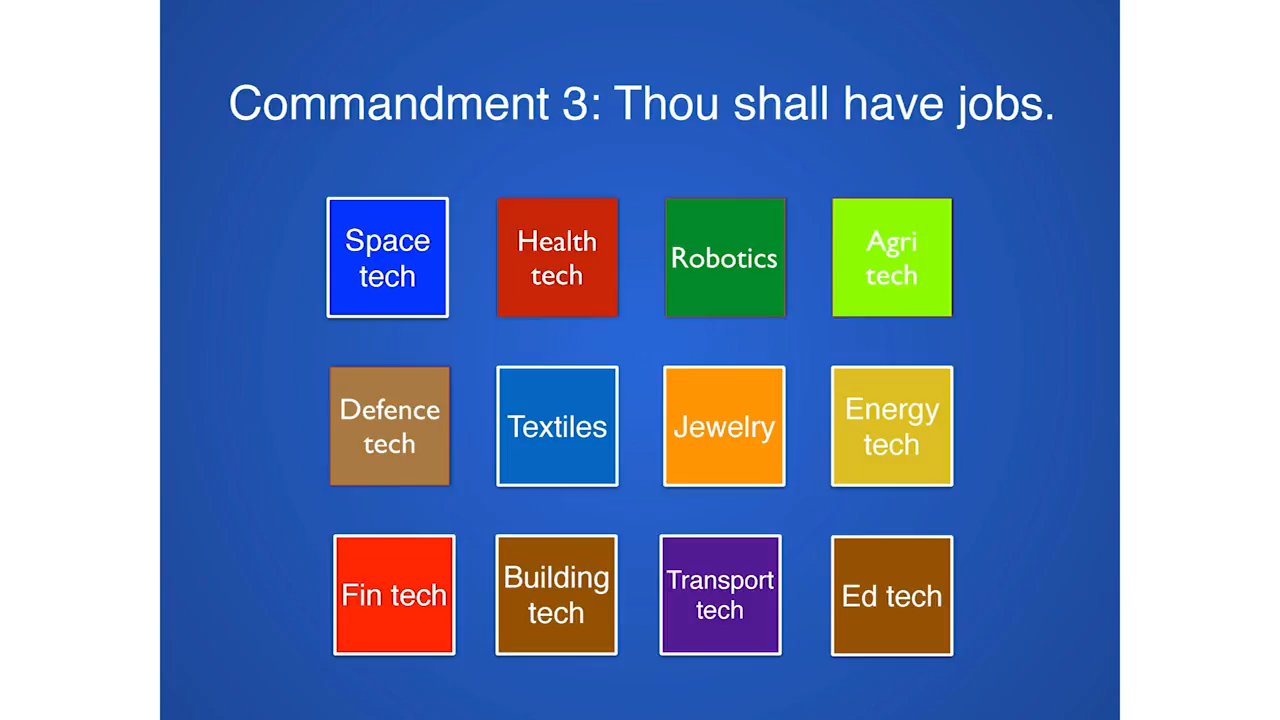 Commandment 3: Thou shall have jobs.
Space
tech
Health
tech
Robotics
Agri
tech
Defence
tech
Textiles
Jewelry
Energy
tech
Fin tech
Building
tech
Transport
tech
Ed tech